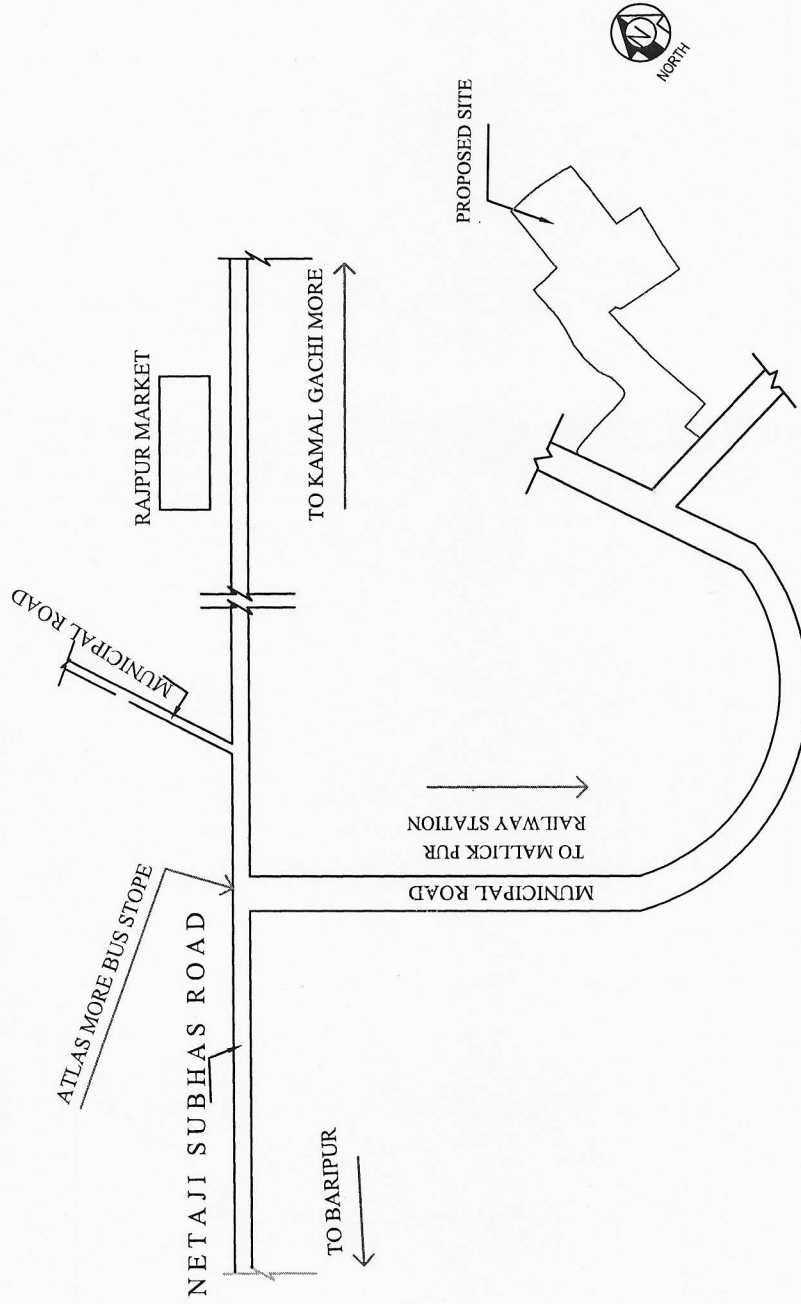 NORTH
N
PROPOSED SITE
RAJPUR MARKET
TO KAMAL GACHI MORE
MUNICIPAL ROAD
ATLAS MORE BUS STOPE
NETAJI SUBHAS ROAD
TO BARIPUR
TO MALLICK PUR
RAILWAY STATION
MUNICIPAL ROAD